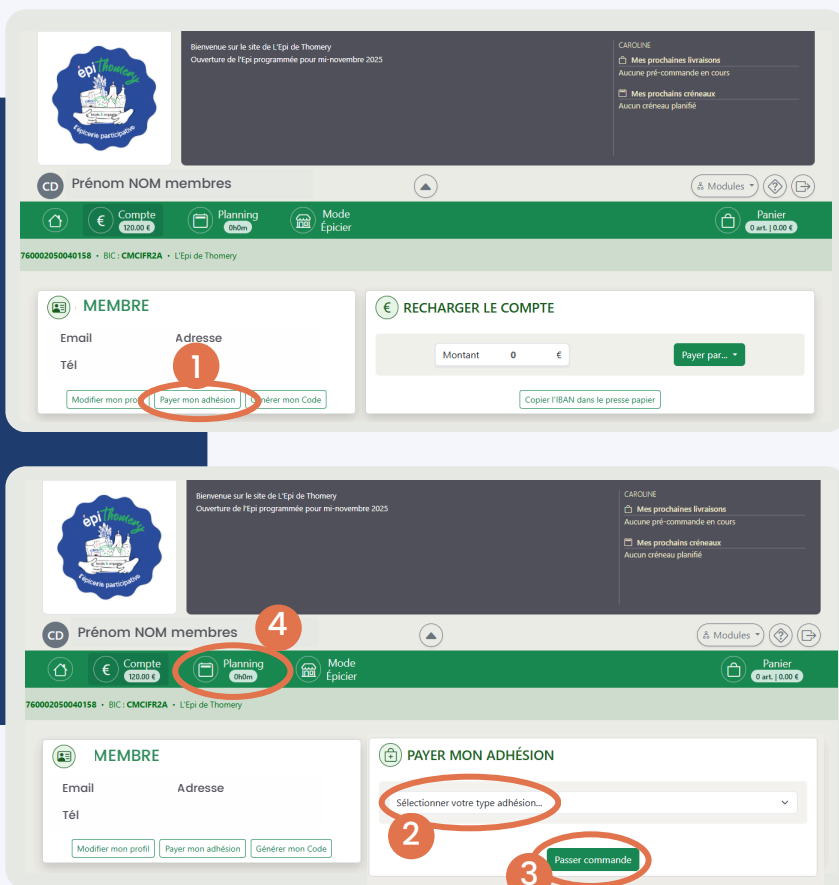 épi Thomery
L'épicerie participative
Bienvenue sur le site de L'Epi de Thomery
Ouverture de l'Epi programmée pour mi-novembre 2025
CAROLINE
Mes prochaines livraisons
Aucune pré-commande en cours
Mes prochains créneaux
Aucun créneau planifié
CD Prénom NOM membres
Modules
?
€ Compte
120.00 €
Planning
0h0m
Mode
Épicier
Panier
0 art. | 0.00 €
760002050040158 • BIC : CMCIFR2A • L'Epi de Thomery
MEMBRE
Email Adresse
Tél
1
Modifier mon profil Payer mon adhésion Générer mon Code
€ RECHARGER LE COMPTE
Montant 0 €
Payer par...
Copier l'IBAN dans le presse papier
épi Thomery
L'épicerie participative
Bienvenue sur le site de L'Epi de Thomery
Ouverture de l'Epi programmée pour mi-novembre 2025
CAROLINE
Mes prochaines livraisons
Aucune pré-commande en cours
Mes prochains créneaux
Aucun créneau planifié
CD Prénom NOM membres
4
Modules
?
€ Compte
120.00 €
Planning
0h0m
Mode
Épicier
Panier
0 art. | 0.00 €
760002050040158 • BIC : CMCIFR2A • L'Epi de Thomery
MEMBRE
Email Adresse
Tél
Modifier mon profil Payer mon adhésion Générer mon Code
PAYER MON ADHÉSION
Sélectionner votre type adhésion...
2
Passer commande
3